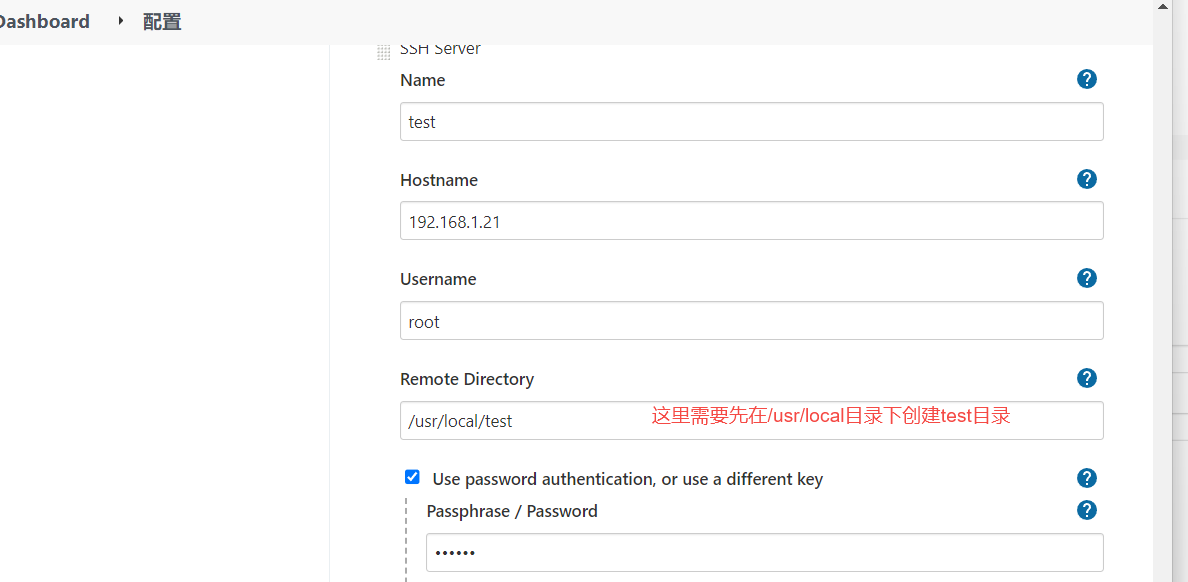 Dashboard ‣ 配置
SSH Server
Name
test
Hostname
192.168.1.21
Username
root
Remote Directory
/usr/local/test 这里需要先在/usr/local目录下创建test目录
Use password authentication, or use a different key
Passphrase / Password
••••••